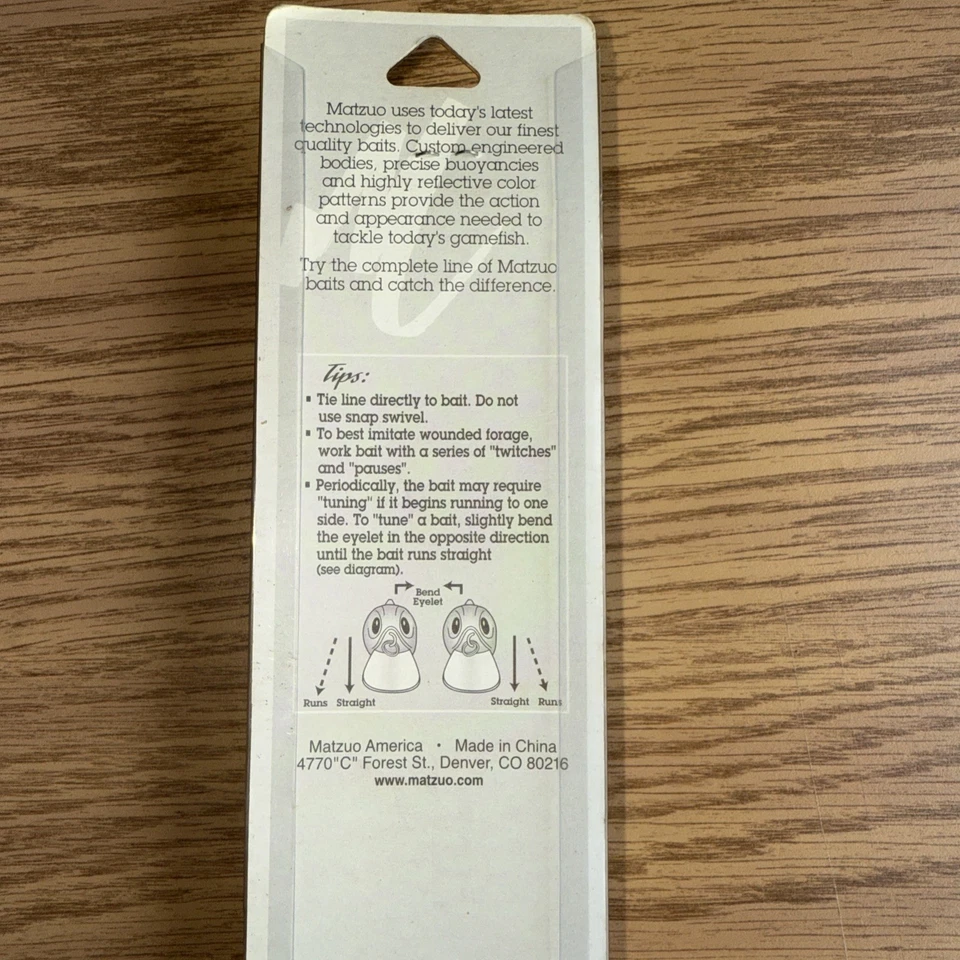 Matzuo uses today's latest
technologies to deliver our finest
quality baits. Custom engineered
bodies, precise buoyancies
and highly reflective color
patterns provide the action
and appearance needed to
tackle today's gamefish.
Try the complete line of Matzuo
baits and catch the difference.
Tips:
▪ Tie line directly to bait. Do not
use snap swivel.
▪ To best imitate wounded forage,
work bait with a series of "twitches"
and "pauses".
▪ Periodically, the bait may require
"tuning" if it begins running to one
side. To "tune" a bait, slightly bend
the eyelet in the opposite direction
until the bait runs straight
(see diagram).
Bend
Eyelet
Runs Straight Straight Runs
Matzuo America • Made in China
4770"C" Forest St., Denver, CO 80216
www.matzuo.com